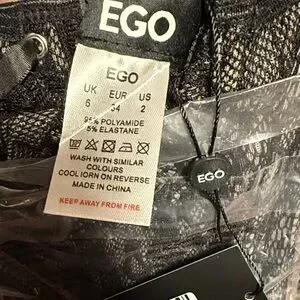 EGO
EGO
UK EUR US
6 34 2
95% POLYAMIDE
5% ELASTANE
WASH WITH SIMILAR
COLOURS
COOL IORN ON REVERSE
MADE IN CHINA
KEEP AWAY FROM FIRE
EGO